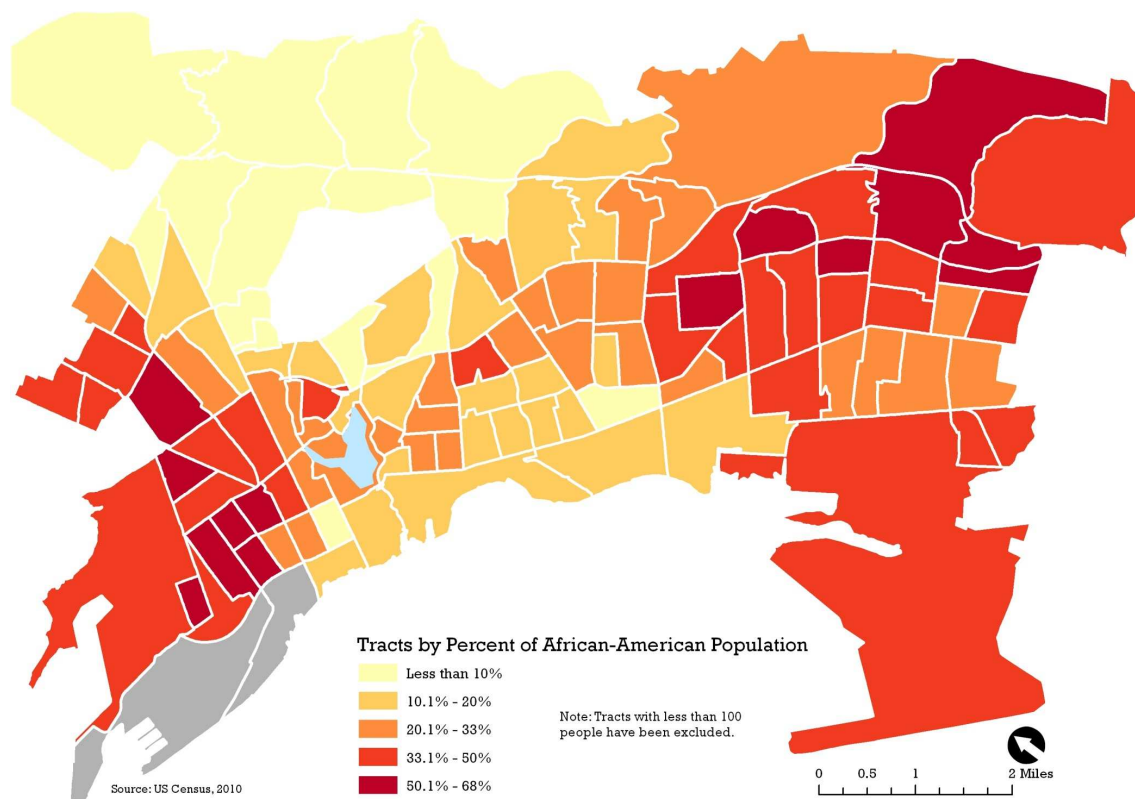 Tracts by Percent of African-American Population
Less than 10%
10.1% - 20%
20.1% - 33%
33.1% - 50%
50.1% - 68%
Note: Tracts with less than 100
people have been excluded.
0 0.5 1 2 Miles
Source: US Census, 2010